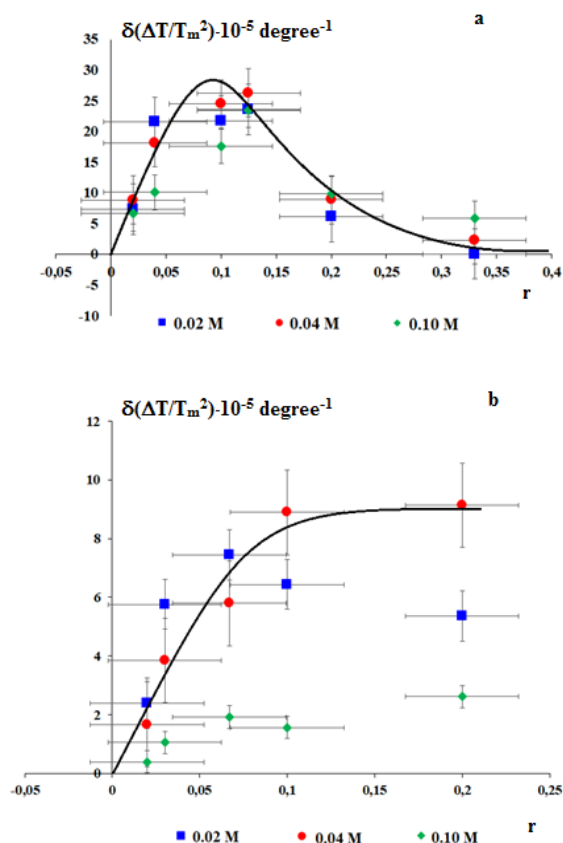 a
δ(ΔT/Tm²)·10⁻⁵ degree⁻¹
35
30
25
20
15
10
5
0
-5
-10
-0,05 0 0,05 0,1 0,15 0,2 0,25 0,3 0,35 0,4
r
0.02 M 0.04 M 0.10 M
b
δ(ΔT/Tm²)·10⁻⁵ degree⁻¹
12
10
8
6
4
2
0
-0,05 0 0,05 0,1 0,15 0,2 0,25
r
0.02 M 0.04 M 0.10 M